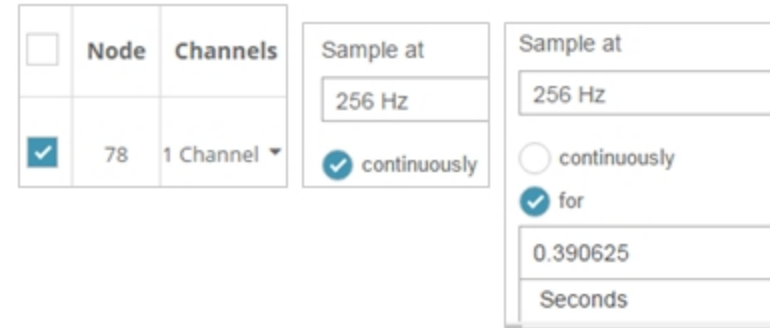 Node Channels
78 1 Channel
Sample at
256 Hz
continuously
Sample at
256 Hz
continuously
for
0.390625
Seconds